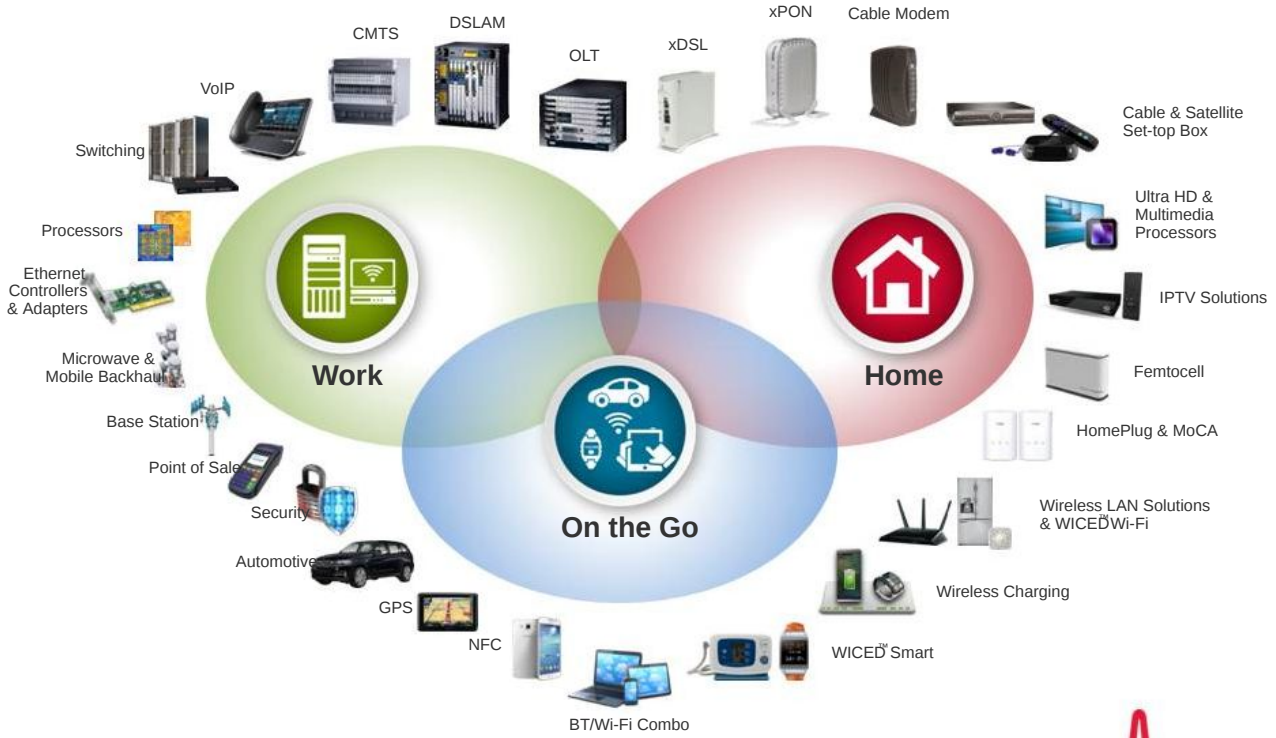 xPON
Cable Modem
DSLAM
CMTS
xDSL
OLT
VoIP
Cable & Satellite
Set-top Box
Switching
Ultra HD &
Multimedia
Processors
Processors
Ethernet
Controllers
& Adapters
IPTV Solutions
Microwave &
Mobile Backhaul
Work
Home
Femtocell
Base Station
HomePlug & MoCA
Point of Sale
Wireless LAN Solutions
& WICED™ Wi-Fi
Security
On the Go
Automotive
Wireless Charging
GPS
NFC
WICED™ Smart
BT/Wi-Fi Combo